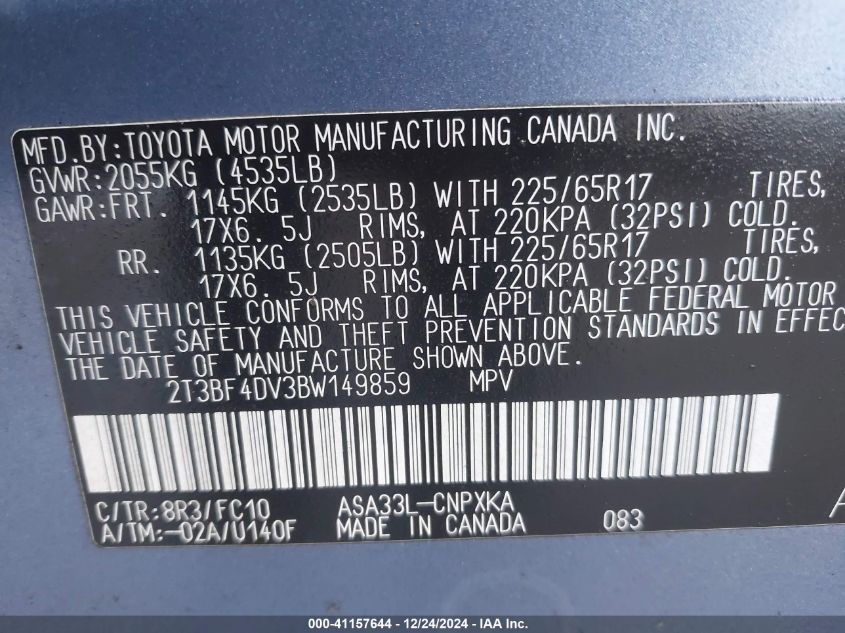 MFD.BY:TOYOTA MOTOR MANUFACTURING CANADA INC.
GVWR:2055KG (4535LB)
GAWR:FRT. 1145KG (2535LB) WITH 225/65R17 TIRES,
17X6. 5J RIMS, AT 220KPA (32PSI) COLD.
RR. 1135KG (2505LB) WITH 225/65R17 TIRES,
17X6. 5J RIMS, AT 220KPA (32PSI) COLD.
THIS VEHICLE CONFORMS TO ALL APPLICABLE FEDERAL MOTOR
VEHICLE SAFETY AND THEFT PREVENTION STANDARDS IN EFFEC
THE DATE OF MANUFACTURE SHOWN ABOVE.
2T3BF4DV3BW149859 MPV
C/TR:8R3/FC10 ASA33L-CNPXKA
A/TM:-02A/U140F MADE IN CANADA 083
000-41157644 - 12/24/2024 - IAA Inc.